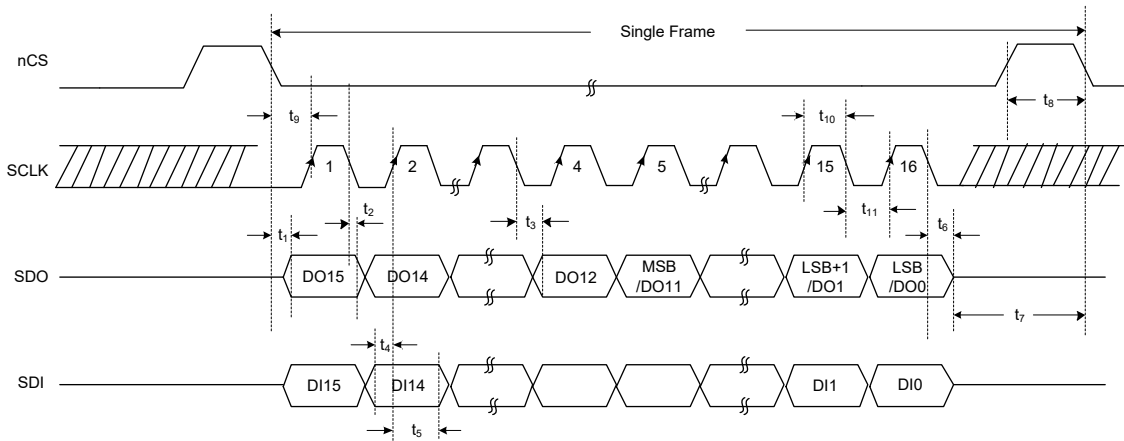 Single Frame
nCS
t8
t9
t10
SCLK
1
2
4
5
15
16
t2
t3
t11
t1
t6
SDO
DO15
DO14
DO12
MSB
/DO11
LSB+1
/DO1
LSB
/DO0
t7
t4
SDI
DI15
DI14
DI1
DI0
t5